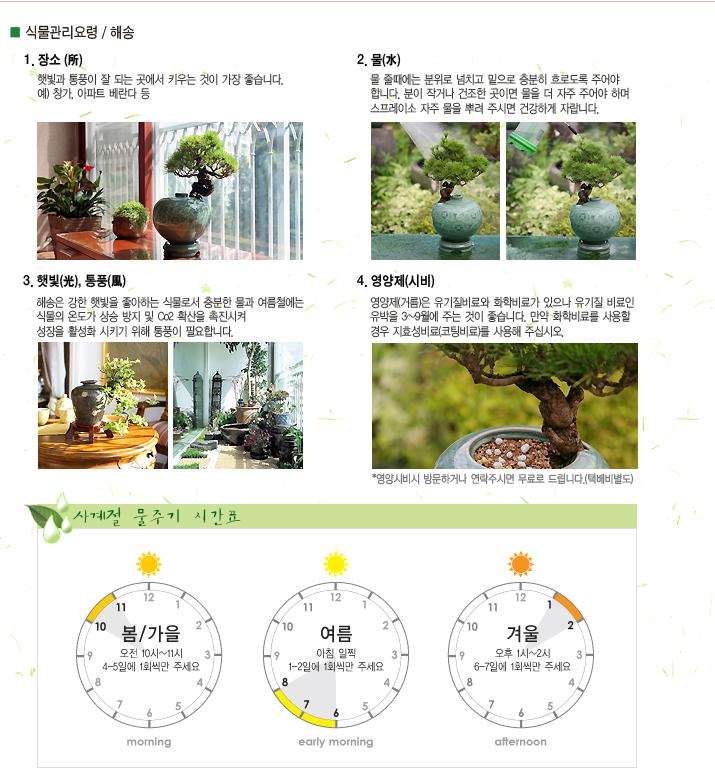 식물관리요령 / 해송
1. 장소 (所)
햇빛과 통풍이 잘 되는 곳에서 키우는 것이 가장 좋습니다.
예) 창가, 아파트 베란다 등
2. 물(水)
물 줄때에는 분위로 넘치고 밑으로 충분히 흐르도록 주어야
합니다. 분이 작거나 건조한 곳이면 물을 더 자주 주어야 하며
스프레이소 자주 물을 뿌려 주시면 건강하게 자랍니다.
3. 햇빛(光), 통풍(風)
해송은 강한 햇빛을 좋아하는 식물로서 충분한 물과 여름철에는
식물의 온도가 상승 방지 및 Co2 확산을 촉진시켜
성장을 활성화 시키기 위해 통풍이 필요합니다.
4. 영양제(시비)
영양제(거름)은 유기질비료와 화학비료가 있으나 유기질 비료인
유박을 3~9월에 주는 것이 좋습니다. 만약 화학비료를 사용할
경우 지효성비료(코팅비료)를 사용해 주십시오.
*영양시비시 방문하거나 연락주시면 무료로 드립니다.(택배비별도)
사계절 물주기 시간표
12
11 1
10 2
봄/가을
9 오전 10시~11시 3
4-5일에 1회씩만 주세요
8 4
7 5
6
morning
12
11 1
10 2
여름
9 아침 일찍 3
1-2일에 1회씩만 주세요
8 4
7 5
6
early morning
12
11 1
10 2
겨울
9 오후 1시~2시 3
6-7일에 1회씩만 주세요
8 4
7 5
6
afternoon